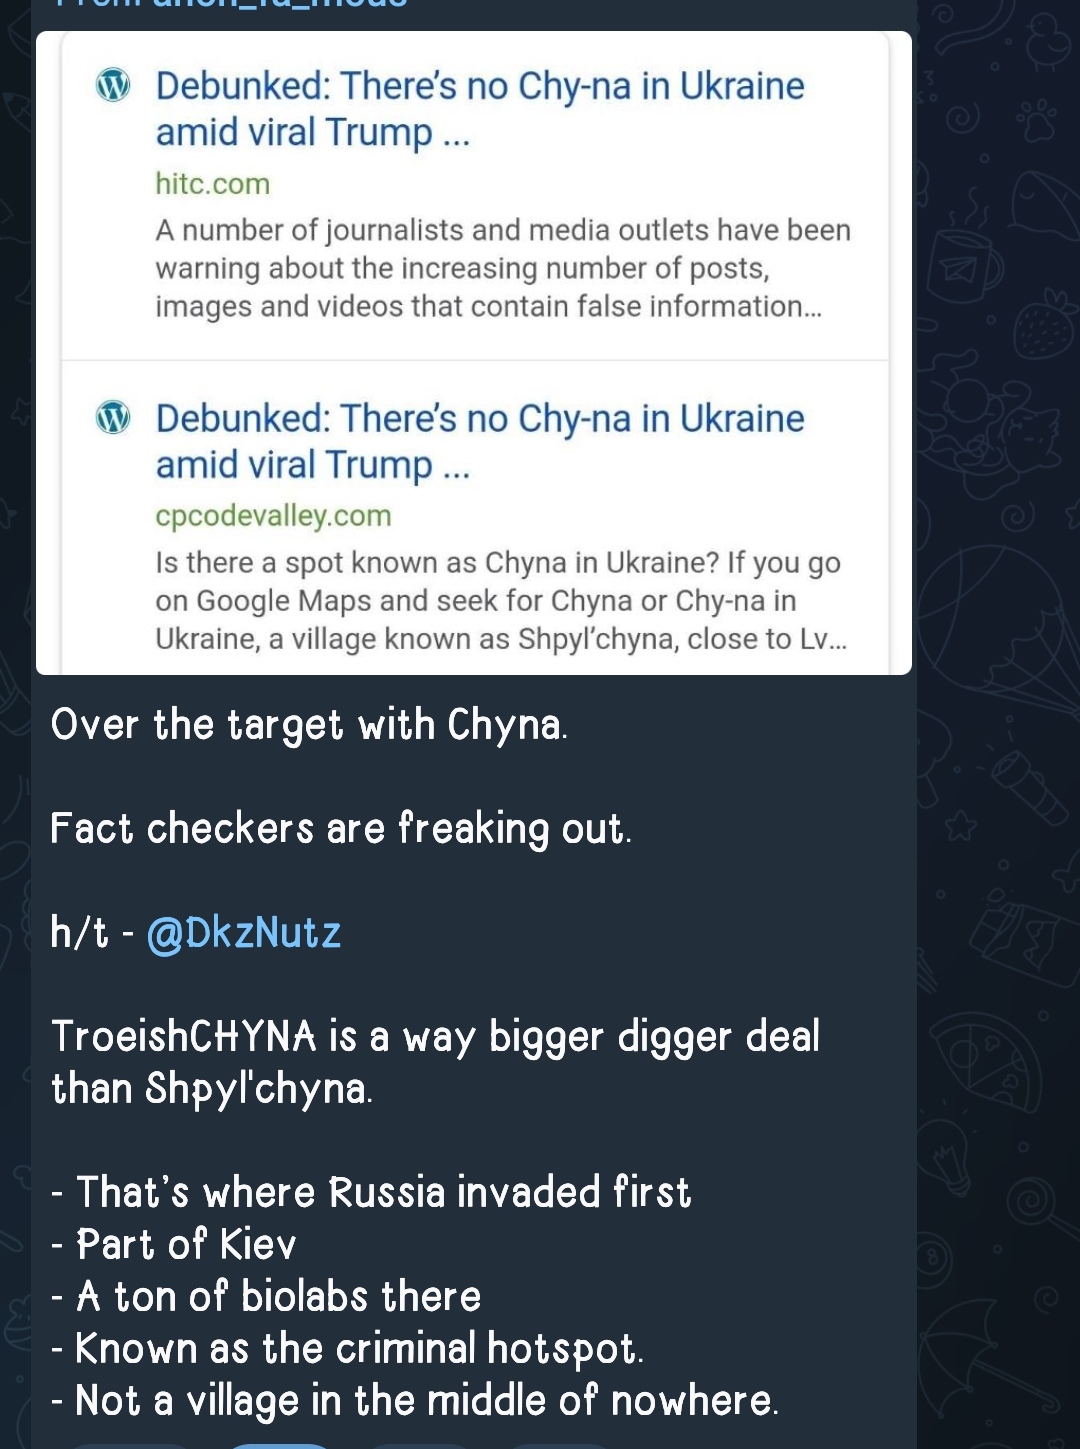 Debunked: There's no Chy-na in Ukraine
amid viral Trump ...
hitc.com
A number of journalists and media outlets have been
warning about the increasing number of posts,
images and videos that contain false information...
Debunked: There's no Chy-na in Ukraine
amid viral Trump ...
cpcodevalley.com
Is there a spot known as Chyna in Ukraine? If you go
on Google Maps and seek for Chyna or Chy-na in
Ukraine, a village known as Shpyl'chyna, close to Lv...
Over the target with Chyna.
Fact checkers are freaking out.
h/t - @DkzNutz
TroeishCHYNA is a way bigger digger deal
than Shpyl'chyna.
- That's where Russia invaded first
- Part of Kiev
- A ton of biolabs there
- Known as the criminal hotspot.
- Not a village in the middle of nowhere.